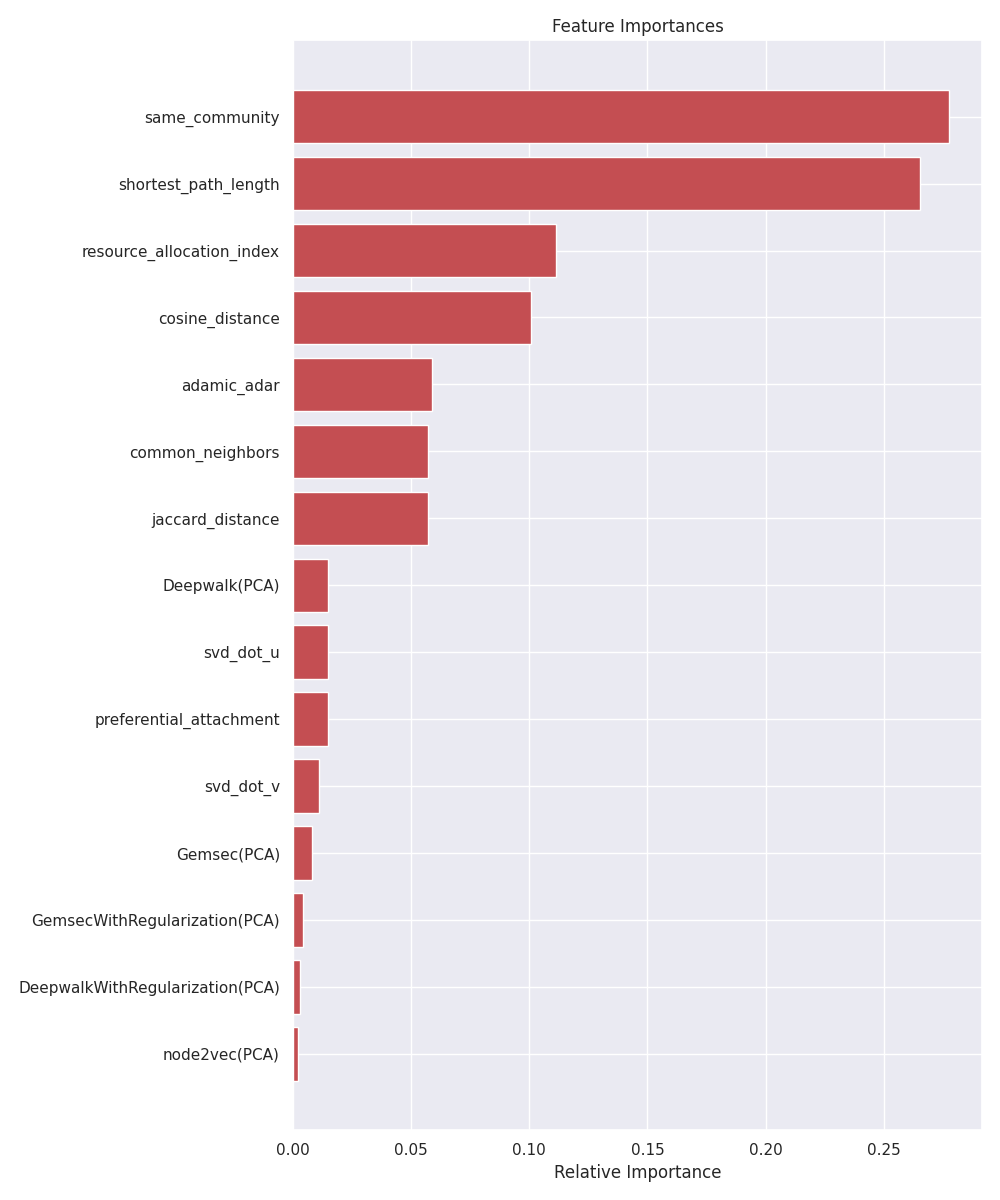 Feature Importances
same_community
shortest_path_length
resource_allocation_index
cosine_distance
adamic_adar
common_neighbors
jaccard_distance
Deepwalk(PCA)
svd_dot_u
preferential_attachment
svd_dot_v
Gemsec(PCA)
GemsecWithRegularization(PCA)
DeepwalkWithRegularization(PCA)
node2vec(PCA)
0.00 0.05 0.10 0.15 0.20 0.25
Relative Importance